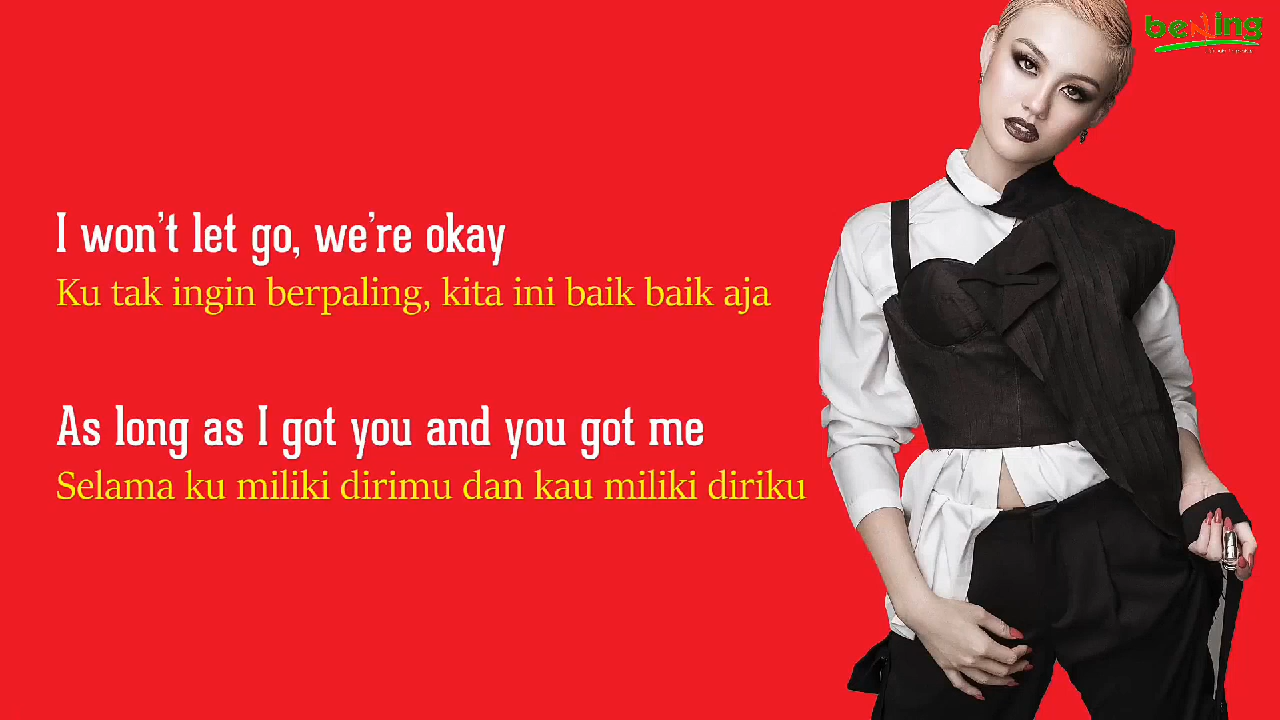 bening
I won't let go, we're okay
Ku tak ingin berpaling, kita ini baik baik aja
As long as I got you and you got me
Selama ku miliki dirimu dan kau miliki diriku